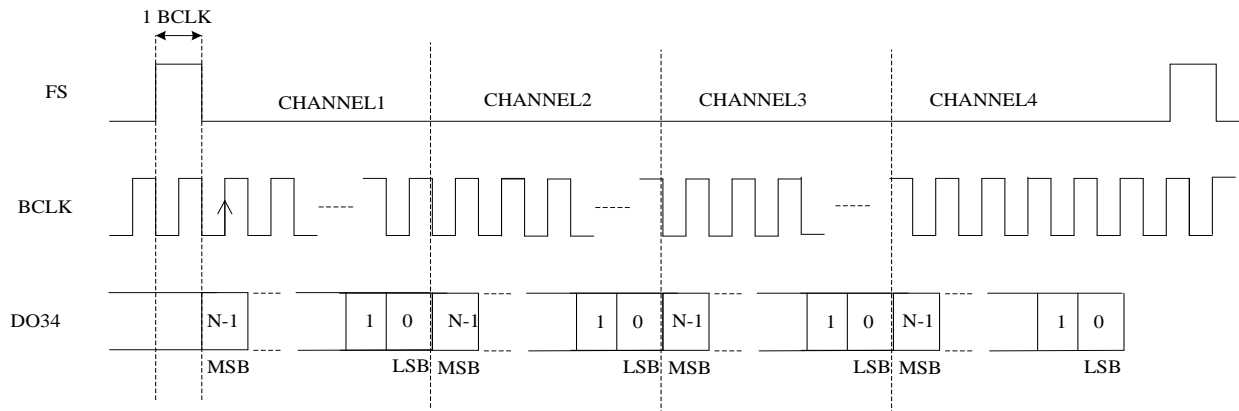 1 BCLK
FS
CHANNEL1 CHANNEL2 CHANNEL3 CHANNEL4
BCLK
DO34
N-1 1 0 N-1 1 0 N-1 1 0 N-1 1 0
MSB LSB MSB LSB MSB LSB MSB LSB